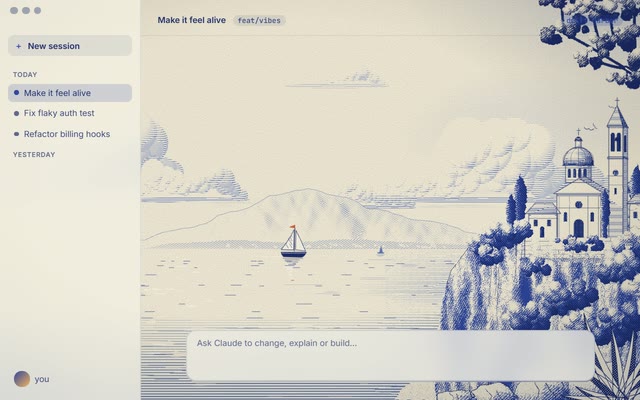 + New session
TODAY
Make it feel alive
Fix flaky auth test
Refactor billing hooks
YESTERDAY
you
Make it feel alive feat/vibes
Ask Claude to change, explain or build...